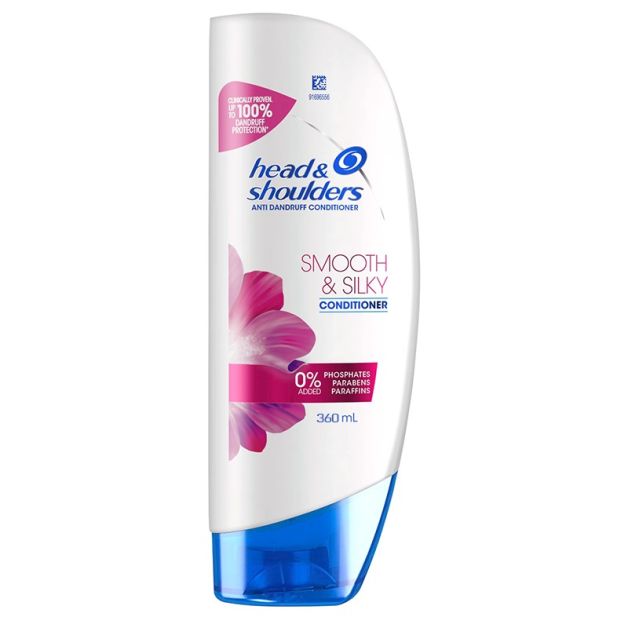 91696556
CLINICALLY PROVEN.
UP TO 100%
DANDRUFF
PROTECTION*
head &
shoulders
ANTI DANDRUFF CONDITIONER
SMOOTH
& SILKY
CONDITIONER
0% ADDED
PHOSPHATES
PARABENS
PARAFFINS
360 mL